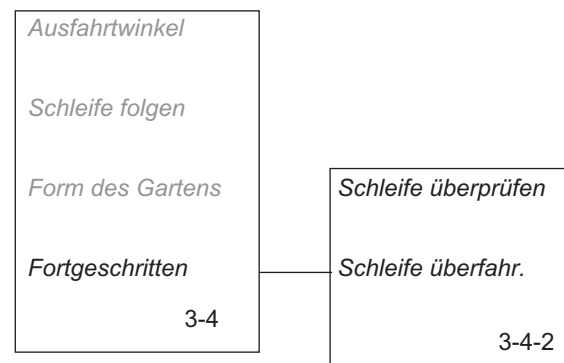 Ausfahrtwinkel
Schleife folgen
Form des Gartens
Fortgeschritten
3-4
Schleife überprüfen
Schleife überfahr.
3-4-2